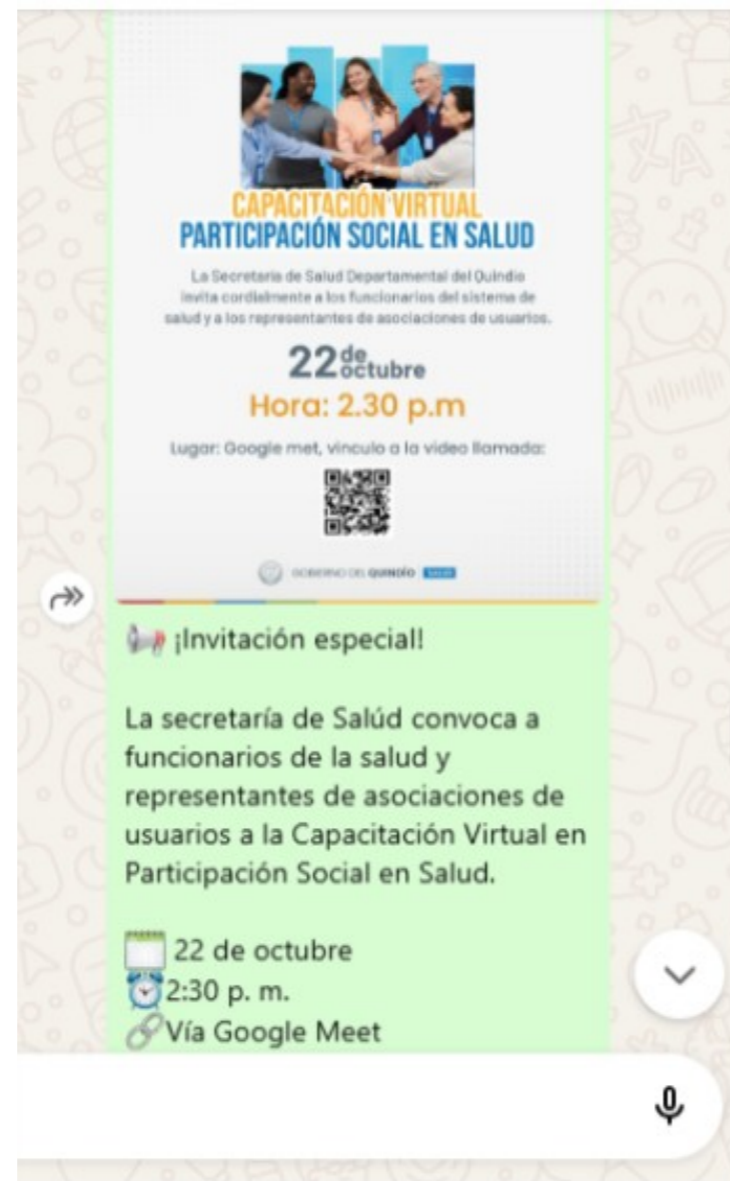 CAPACITACIÓN VIRTUAL
PARTICIPACIÓN SOCIAL EN SALUD
La Secretaria de Salud Departamental del Quindío
invita cordialmente a los funcionarios del sistema de
salud y a los representantes de asociaciones de usuarios.
22 de octubre
Hora: 2.30 p.m
Lugar: Google met, vinculo a la video llamada:
GOBIERNO DEL QUINDÍO SALUD
¡Invitación especial!
La secretaría de Salúd convoca a
funcionarios de la salud y
representantes de asociaciones de
usuarios a la Capacitación Virtual en
Participación Social en Salud.
22 de octubre
2:30 p. m.
Vía Google Meet